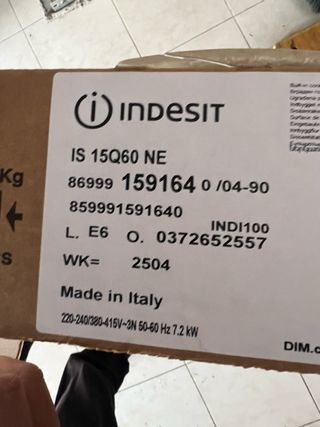 INDESIT
IS 15Q60 NE
86999 159164 0 /04-90
859991591640
INDI100
L. E6 O. 0372652557
WK= 2504
Made in Italy
220-240/380-415V~3N 50-60 Hz 7.2 kW
Kg